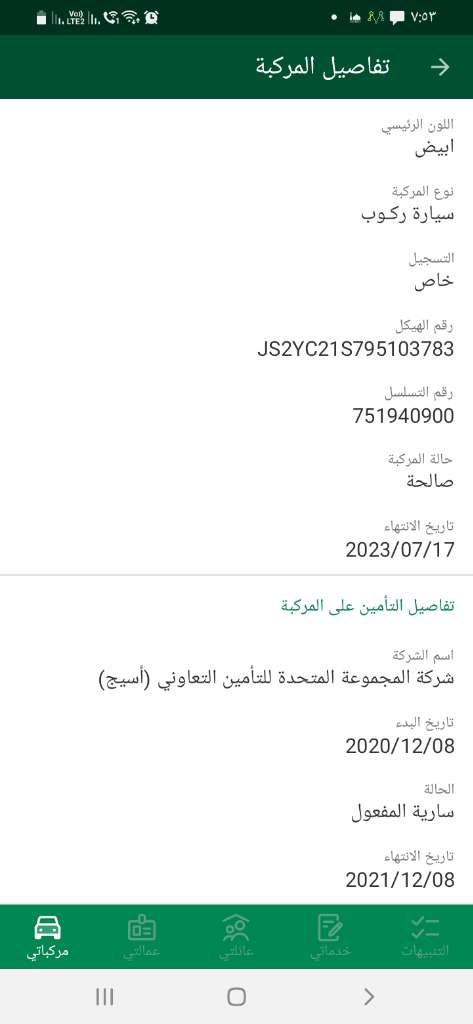 ٧:٥٣
Vo)) LTE2
تفاصيل المركبة
اللون الرئيسي
ابيض
نوع المركبة
سيارة ركوب
التسجيل
خاص
رقم الهيكل
JS2YC21S795103783
رقم التسلسل
751940900
حالة المركبة
صالحة
تاريخ الانتهاء
2023/07/17
تفاصيل التأمين على المركبة
اسم الشركة
شركة المجموعة المتحدة للتأمين التعاوني (أسيج)
تاريخ البدء
2020/12/08
الحالة
سارية المفعول
تاريخ الانتهاء
2021/12/08
التنبيهات
خدماتي
عائلتي
عمالتي
مركباتي